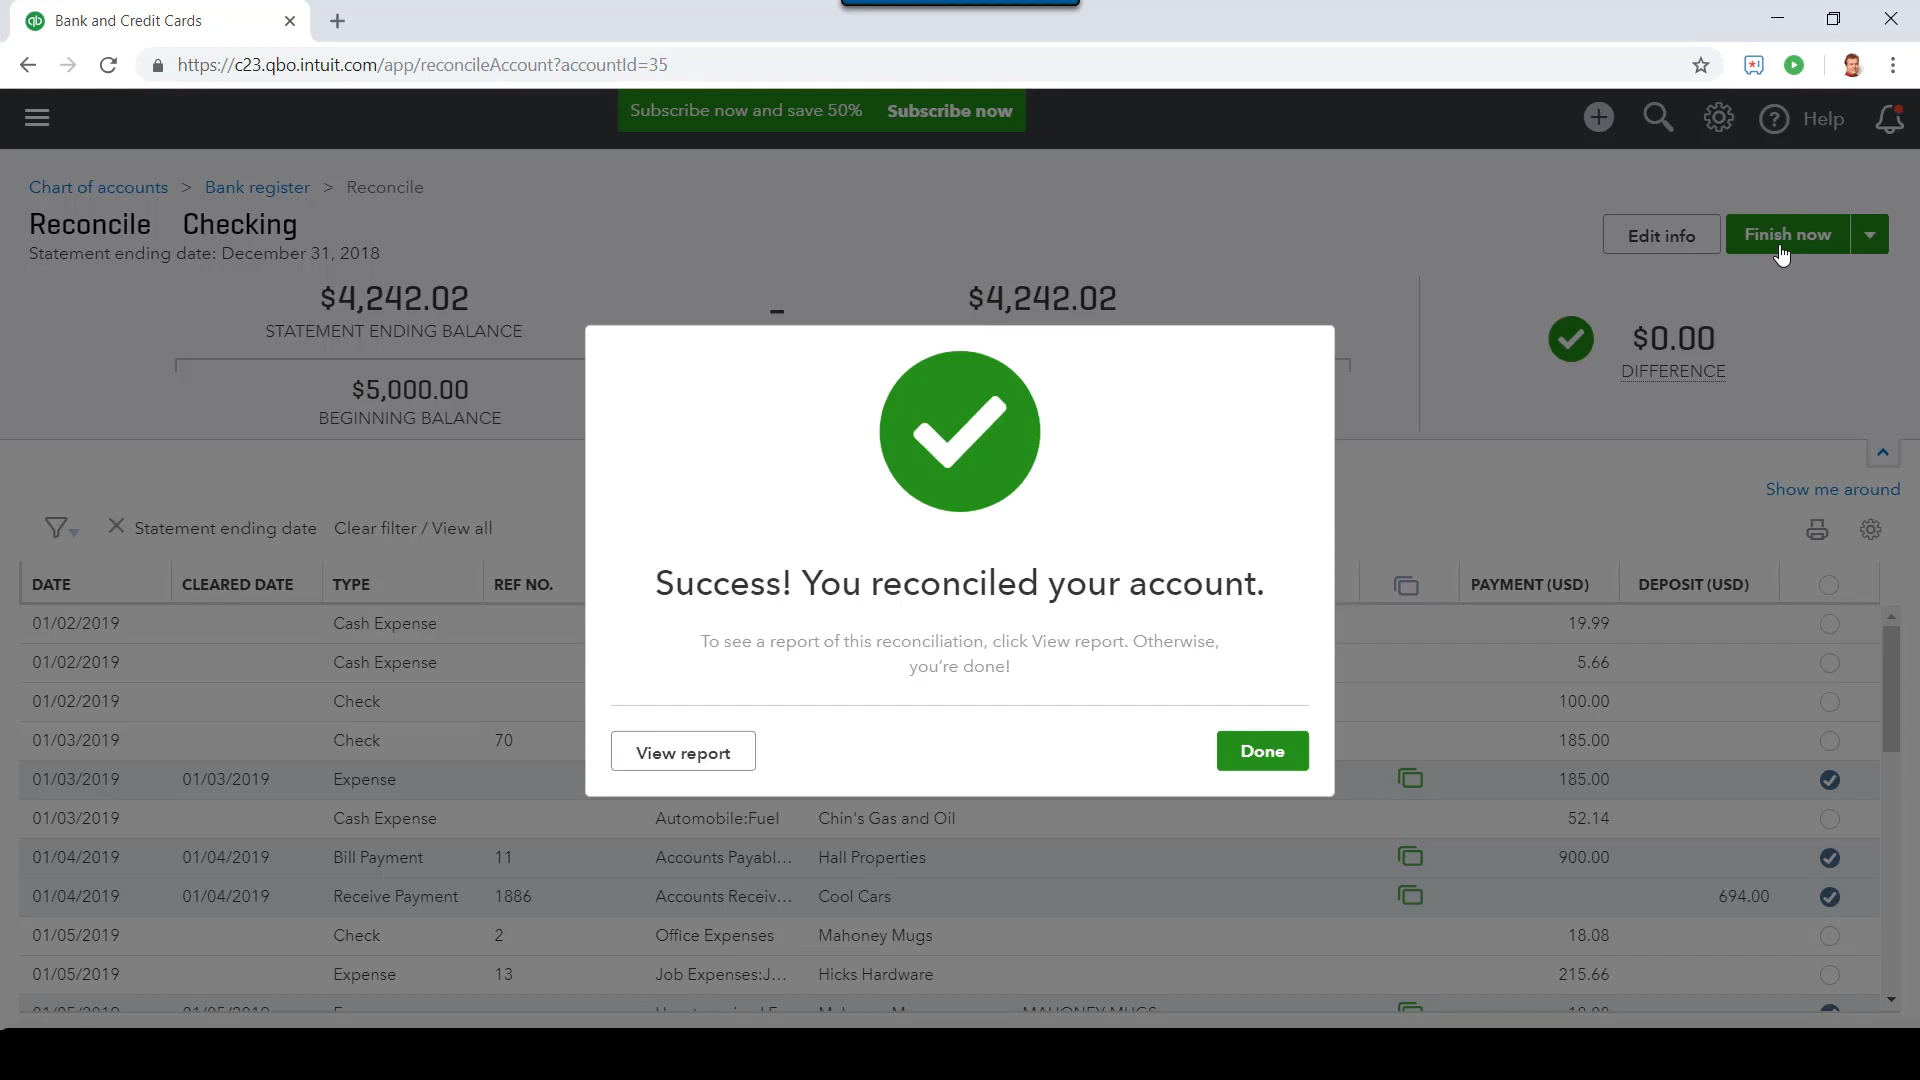 Bank and Credit Cards
https://c23.qbo.intuit.com/app/reconcileAccount?accountId=35
Subscribe now and save 50% Subscribe now
Help
Chart of accounts > Bank register > Reconcile
Reconcile Checking
Statement ending date: December 31, 2018
Edit info
Finish now
$4,242.02 - $4,242.02
STATEMENT ENDING BALANCE
$0.00
DIFFERENCE
$5,000.00
BEGINNING BALANCE
Success! You reconciled your account.
To see a report of this reconciliation, click View report. Otherwise,
you're done!
View report
Done
Show me around
Statement ending date Clear filter / View all
DATE CLEARED DATE TYPE REF NO. PAYMENT (USD) DEPOSIT (USD)
01/02/2019 Cash Expense 19.99
01/02/2019 Cash Expense 5.66
01/02/2019 Check 100.00
01/03/2019 Check 70 185.00
01/03/2019 01/03/2019 Expense 185.00
01/03/2019 Cash Expense Automobile:Fuel Chin's Gas and Oil 52.14
01/04/2019 01/04/2019 Bill Payment 11 Accounts Payabl... Hall Properties 900.00
01/04/2019 01/04/2019 Receive Payment 1886 Accounts Receiv... Cool Cars 694.00
01/05/2019 Check 2 Office Expenses Mahoney Mugs 18.08
01/05/2019 Expense 13 Job Expenses:J... Hicks Hardware 215.66